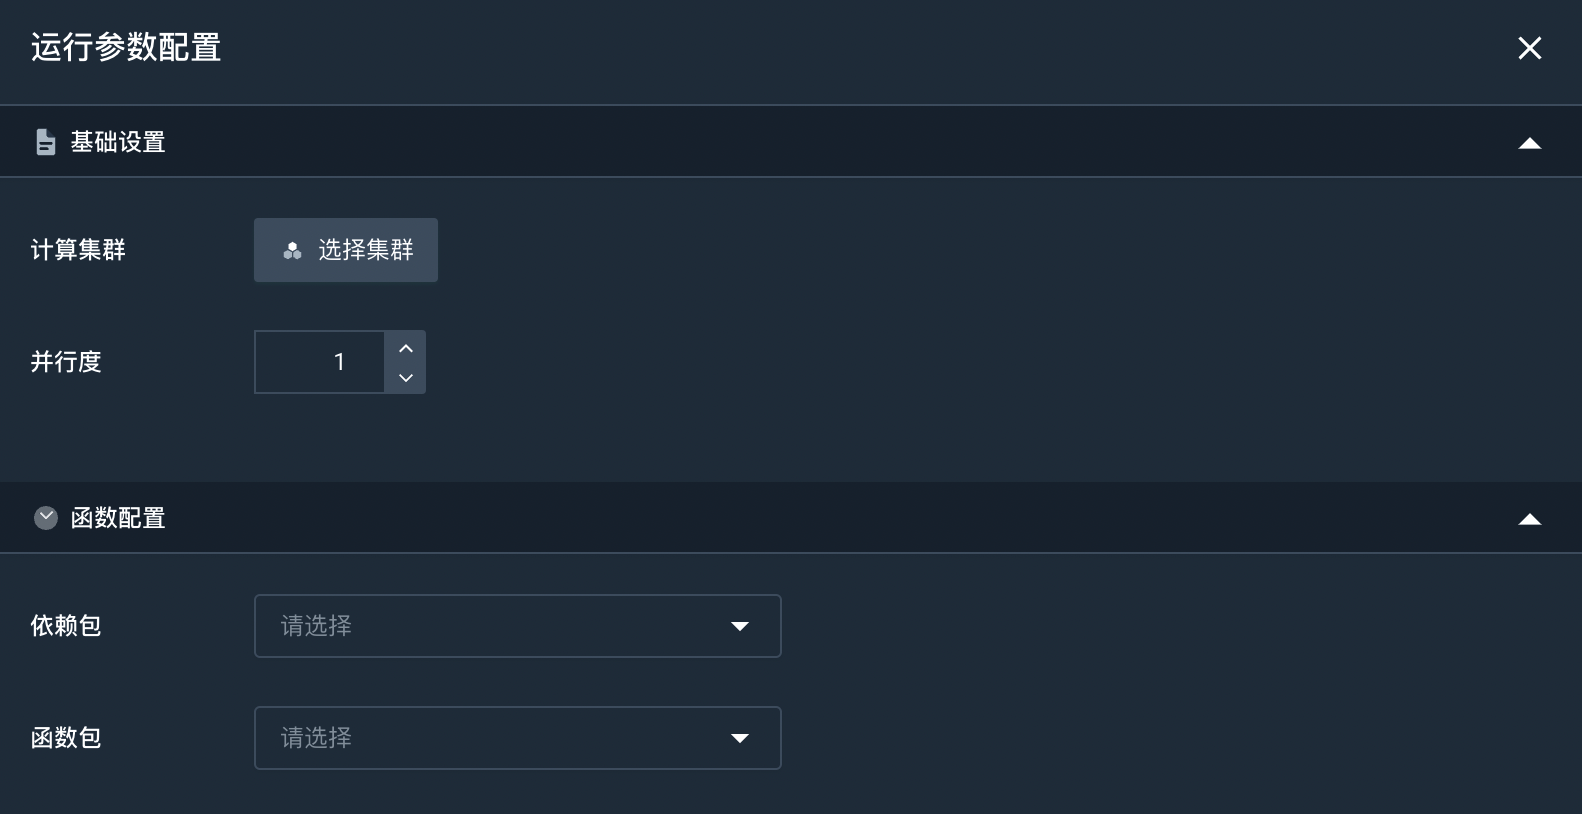 运行参数配置
基础设置
计算集群
选择集群
并行度
1
函数配置
依赖包
请选择
函数包
请选择